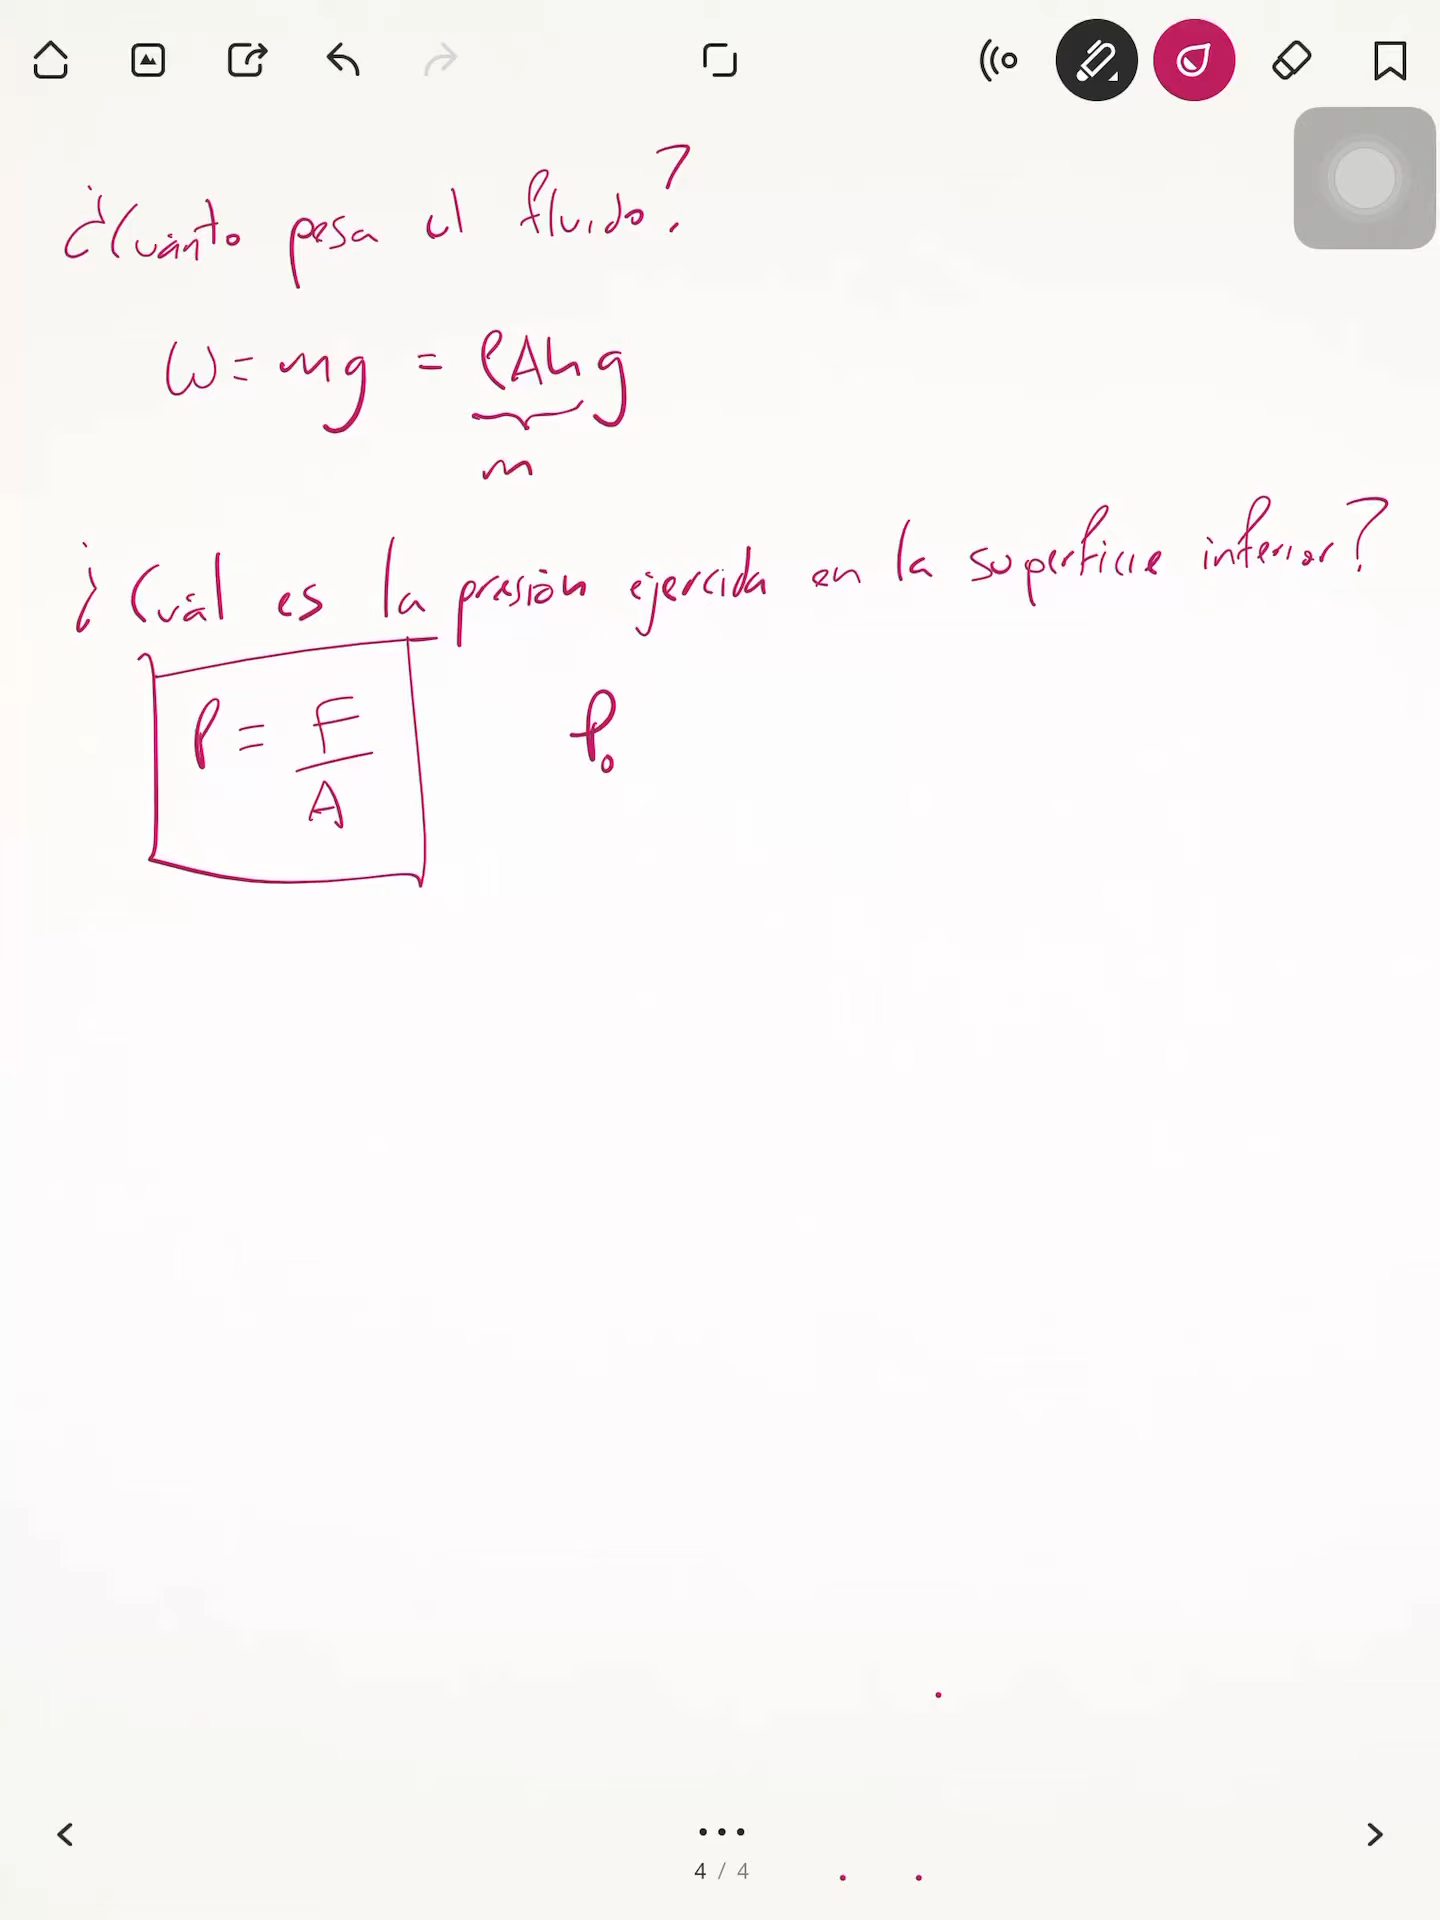 ¿Cuánto pesa el fluido?
W = mg = ρAhg
m
¿Cuál es la presión ejercida en la superficie inferior?
P = F
A
P₀
4 / 4